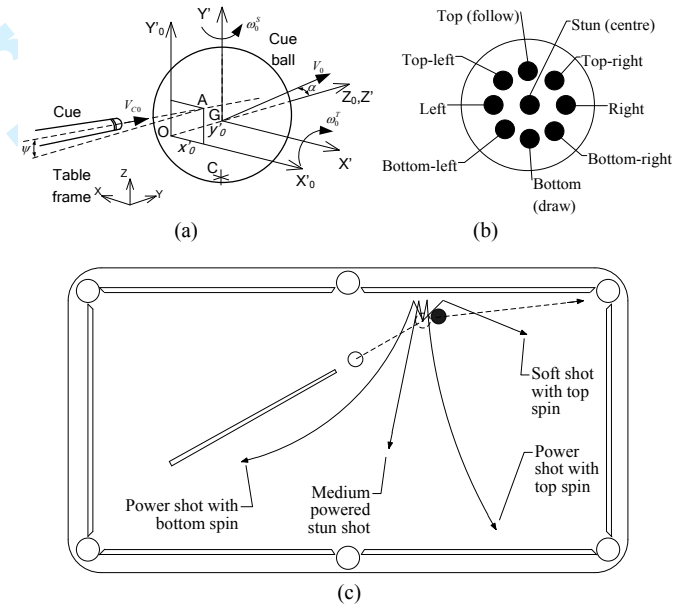 Y'₀
Y'
ω₀ˢ
Cue
ball
V₀
α
Z₀,Z'
Cue
V_C0
A
G
O
x'₀
y'₀
ω₀ᵀ
ψ
X'
X'₀
C
Table
frame
X
Z
Y
(a)
Top (follow)
Stun (centre)
Top-left
Top-right
Left
Right
Bottom-left
Bottom-right
Bottom
(draw)
(b)
Soft shot
with top
spin
Power shot with
bottom spin
Medium
powered
stun shot
Power
shot with
top spin
(c)